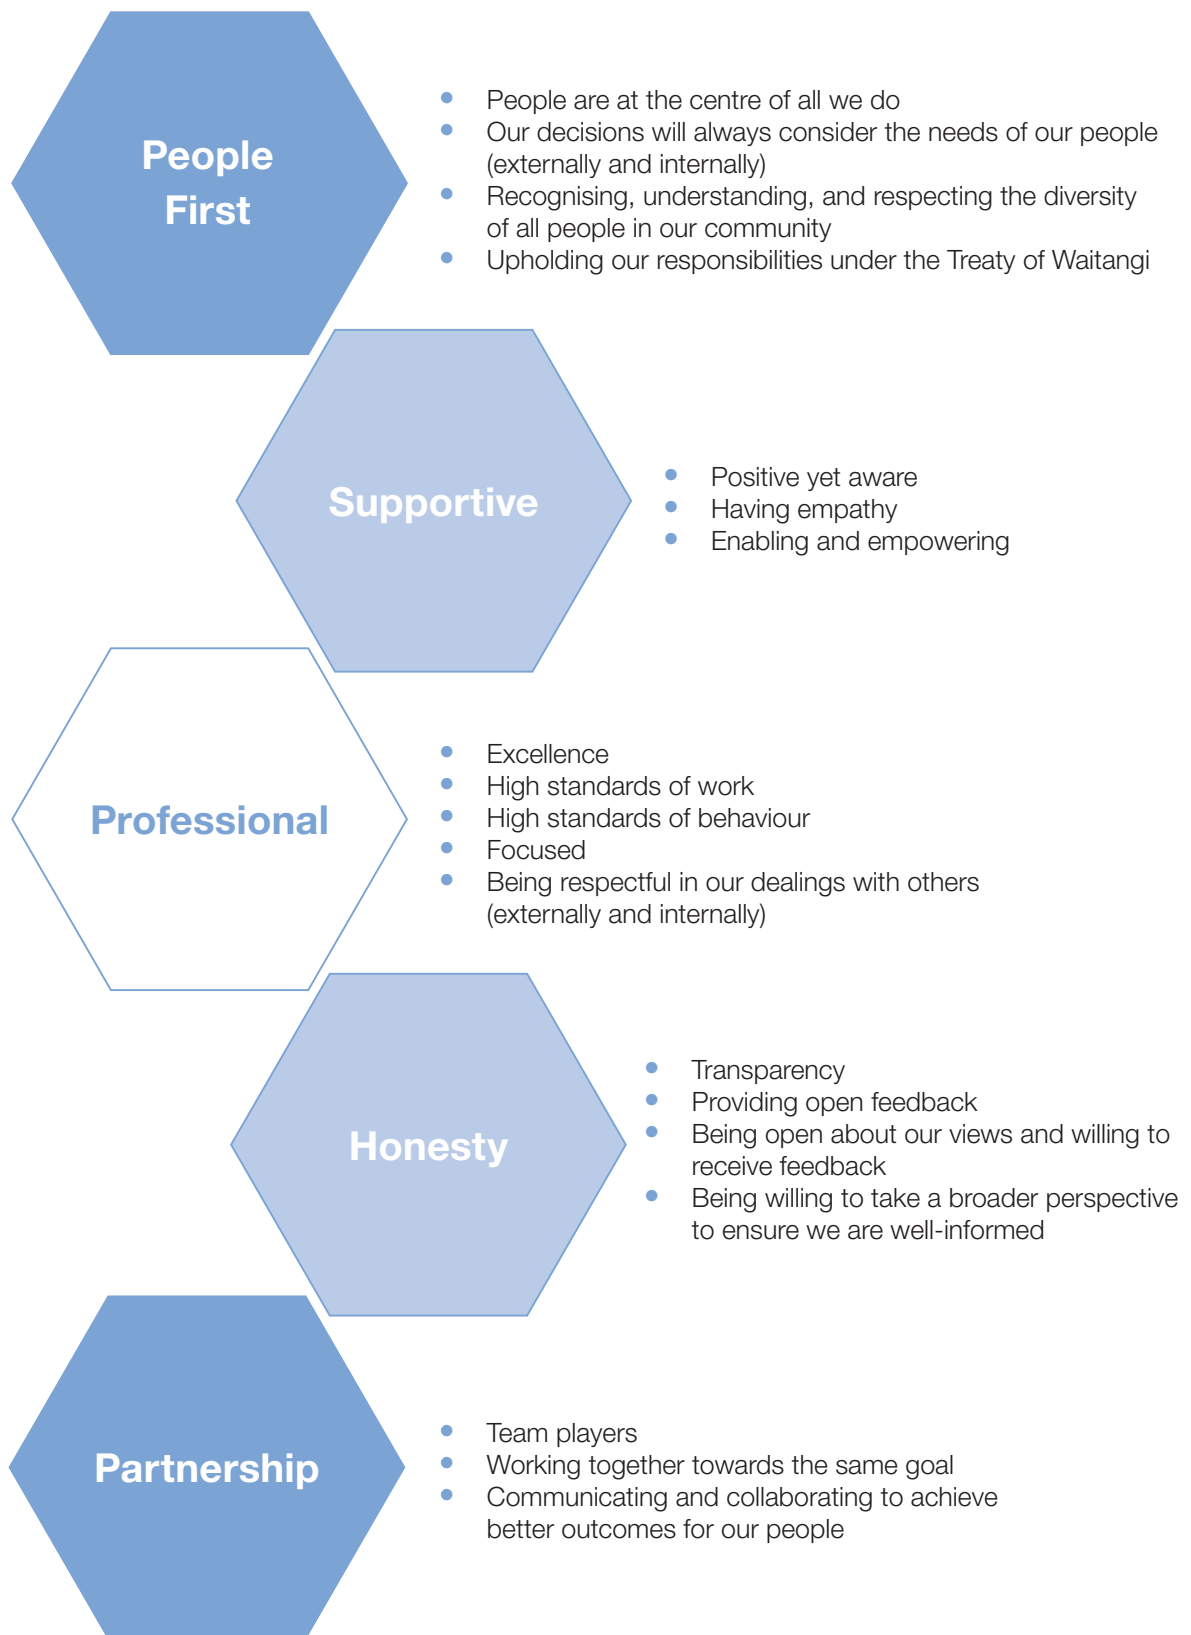 People
First
• People are at the centre of all we do
• Our decisions will always consider the needs of our people
(externally and internally)
• Recognising, understanding, and respecting the diversity
of all people in our community
• Upholding our responsibilities under the Treaty of Waitangi
Supportive
• Positive yet aware
• Having empathy
• Enabling and empowering
Professional
• Excellence
• High standards of work
• High standards of behaviour
• Focused
• Being respectful in our dealings with others
(externally and internally)
Honesty
• Transparency
• Providing open feedback
• Being open about our views and willing to
receive feedback
• Being willing to take a broader perspective
to ensure we are well-informed
Partnership
• Team players
• Working together towards the same goal
• Communicating and collaborating to achieve
better outcomes for our people